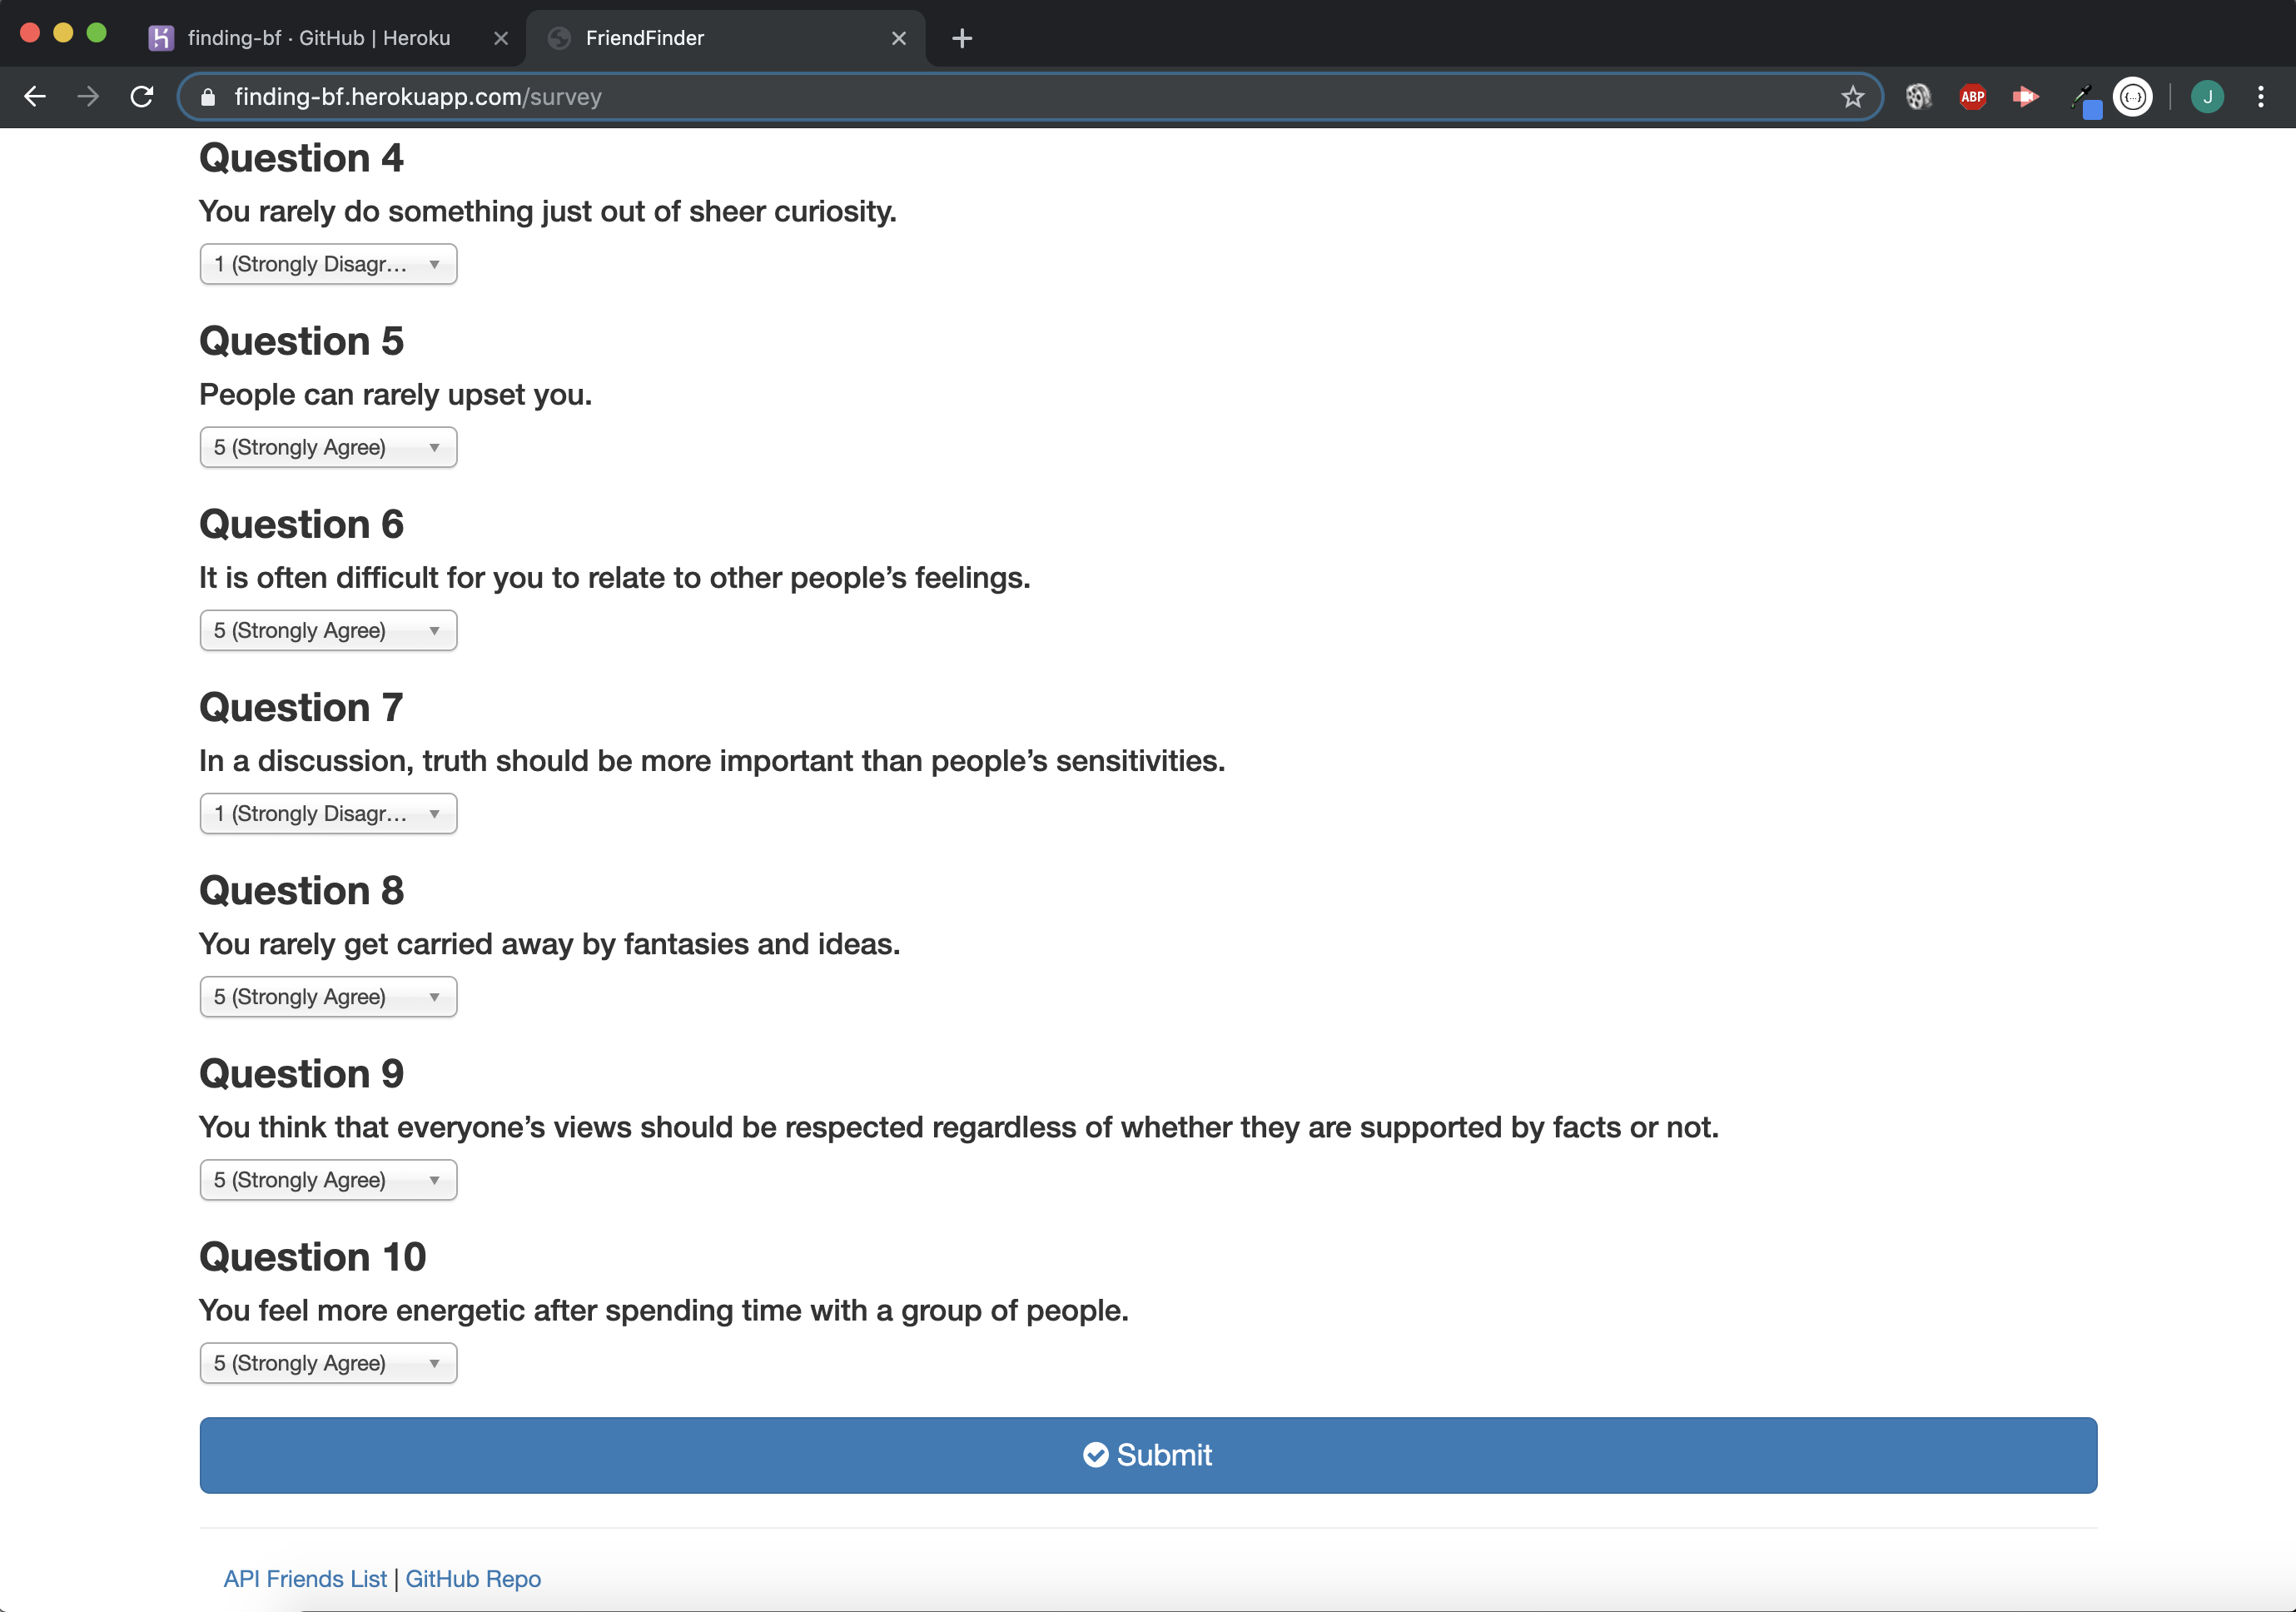 finding-bf · GitHub | Heroku
FriendFinder
finding-bf.herokuapp.com/survey
ABP
{...}
J
Question 4
You rarely do something just out of sheer curiosity.
1 (Strongly Disagr...
Question 5
People can rarely upset you.
5 (Strongly Agree)
Question 6
It is often difficult for you to relate to other people’s feelings.
5 (Strongly Agree)
Question 7
In a discussion, truth should be more important than people’s sensitivities.
1 (Strongly Disagr...
Question 8
You rarely get carried away by fantasies and ideas.
5 (Strongly Agree)
Question 9
You think that everyone’s views should be respected regardless of whether they are supported by facts or not.
5 (Strongly Agree)
Question 10
You feel more energetic after spending time with a group of people.
5 (Strongly Agree)
Submit
API Friends List | GitHub Repo